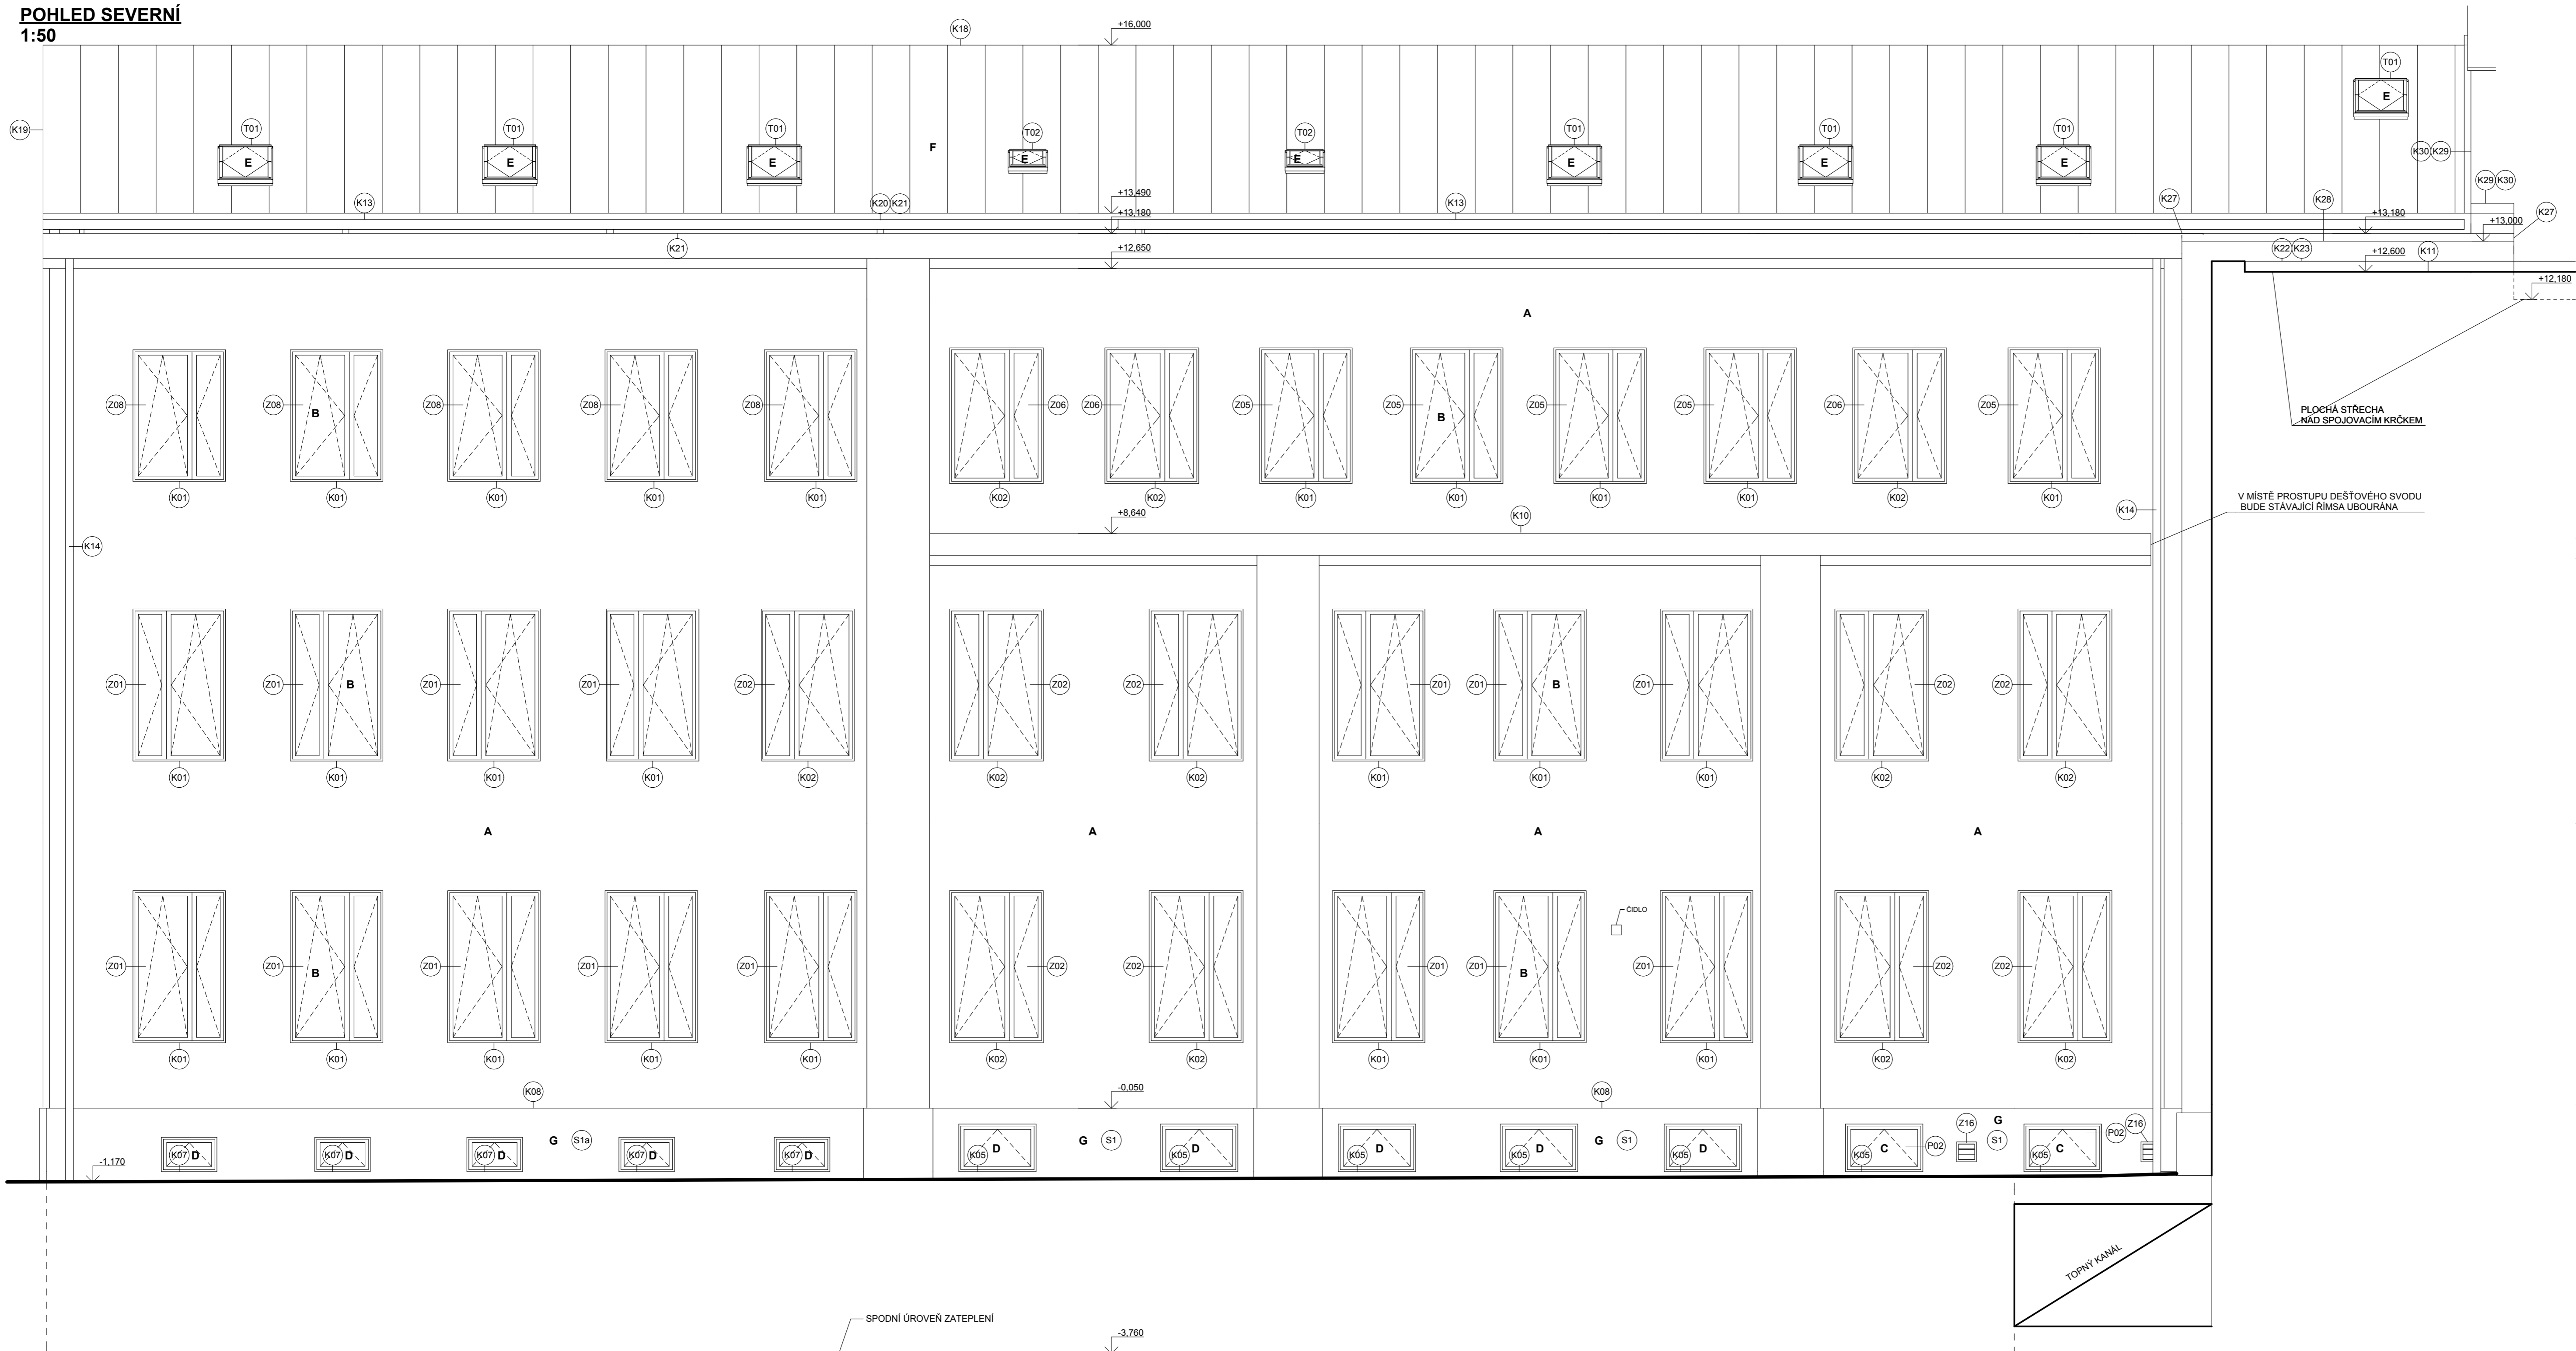 POHLED SEVERNÍ
1:50
K18
+16,000
T01
K19
T01
T01
T01
T02
T02
T01
T01
T01
E
E
E
E
F
E
E
E
E
E
K30 K29
K29 K30
+13,490
K13
K20 K21
K13
K27
K28
K27
+13,180
+13,180
+13,000
K21
+12,650
K22 K23
+12,600
K11
+12,180
A
Z08
Z08
B
Z08
Z08
Z08
Z06
Z06
Z05
Z05
B
Z05
Z05
Z06
Z05
PLOCHÁ STŘECHA
NAD SPOJOVACÍM KRČKEM
K01
K01
K01
K01
K01
K02
K02
K01
K01
K01
K01
K02
K01
V MÍSTĚ PROSTUPU DEŠŤOVÉHO SVODU
BUDE STÁVAJÍCÍ ŘÍMSA UBOURÁNA
+8,640
K10
K14
K14
Z01
Z01
B
Z01
Z01
Z02
Z02
Z02
Z01
Z01
B
Z01
Z02
Z02
K01
K01
K01
K01
K02
K02
K02
K01
K01
K01
K02
K02
A
A
A
A
ČIDLO
Z01
Z01
B
Z01
Z01
Z01
Z02
Z02
Z01
Z01
B
Z01
Z02
Z02
K01
K01
K01
K01
K01
K02
K02
K01
K01
K01
K02
K02
K08
-0,050
K08
G
S1a
G
S1
G
S1
Z16
G
S1
Z16
K07 D
K07 D
K07 D
K07 D
K07 D
K05 D
K05 D
K05 D
K05 D
K05 D
K05 C
P02
K05 C
P02
-1,170
TOPNÝ KANÁL
SPODNÍ ÚROVEŇ ZATEPLENÍ
-3,760